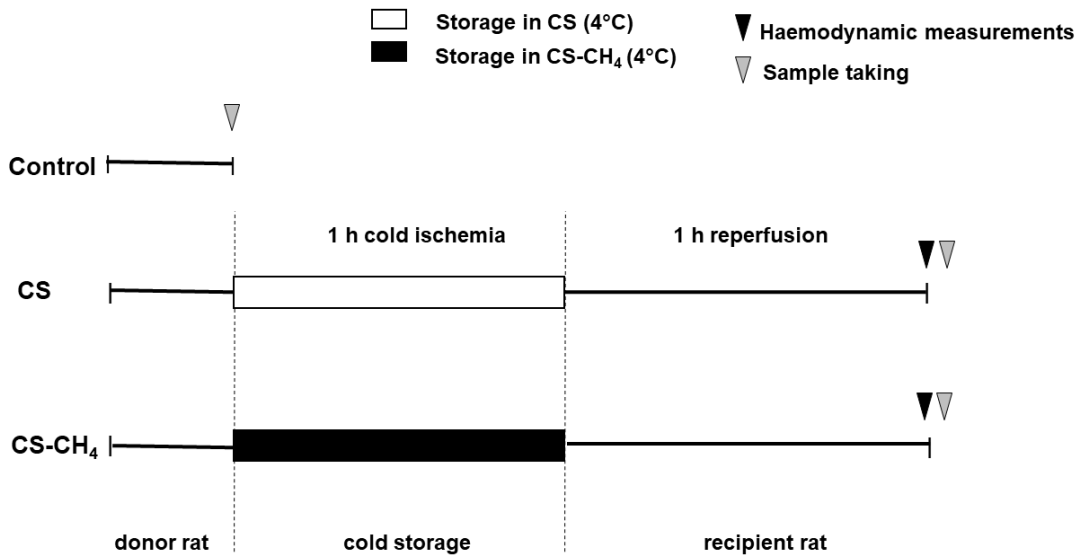 Storage in CS (4°C)
Storage in CS-CH₄ (4°C)
Haemodynamic measurements
Sample taking
Control
1 h cold ischemia
1 h reperfusion
CS
CS-CH₄
donor rat
cold storage
recipient rat